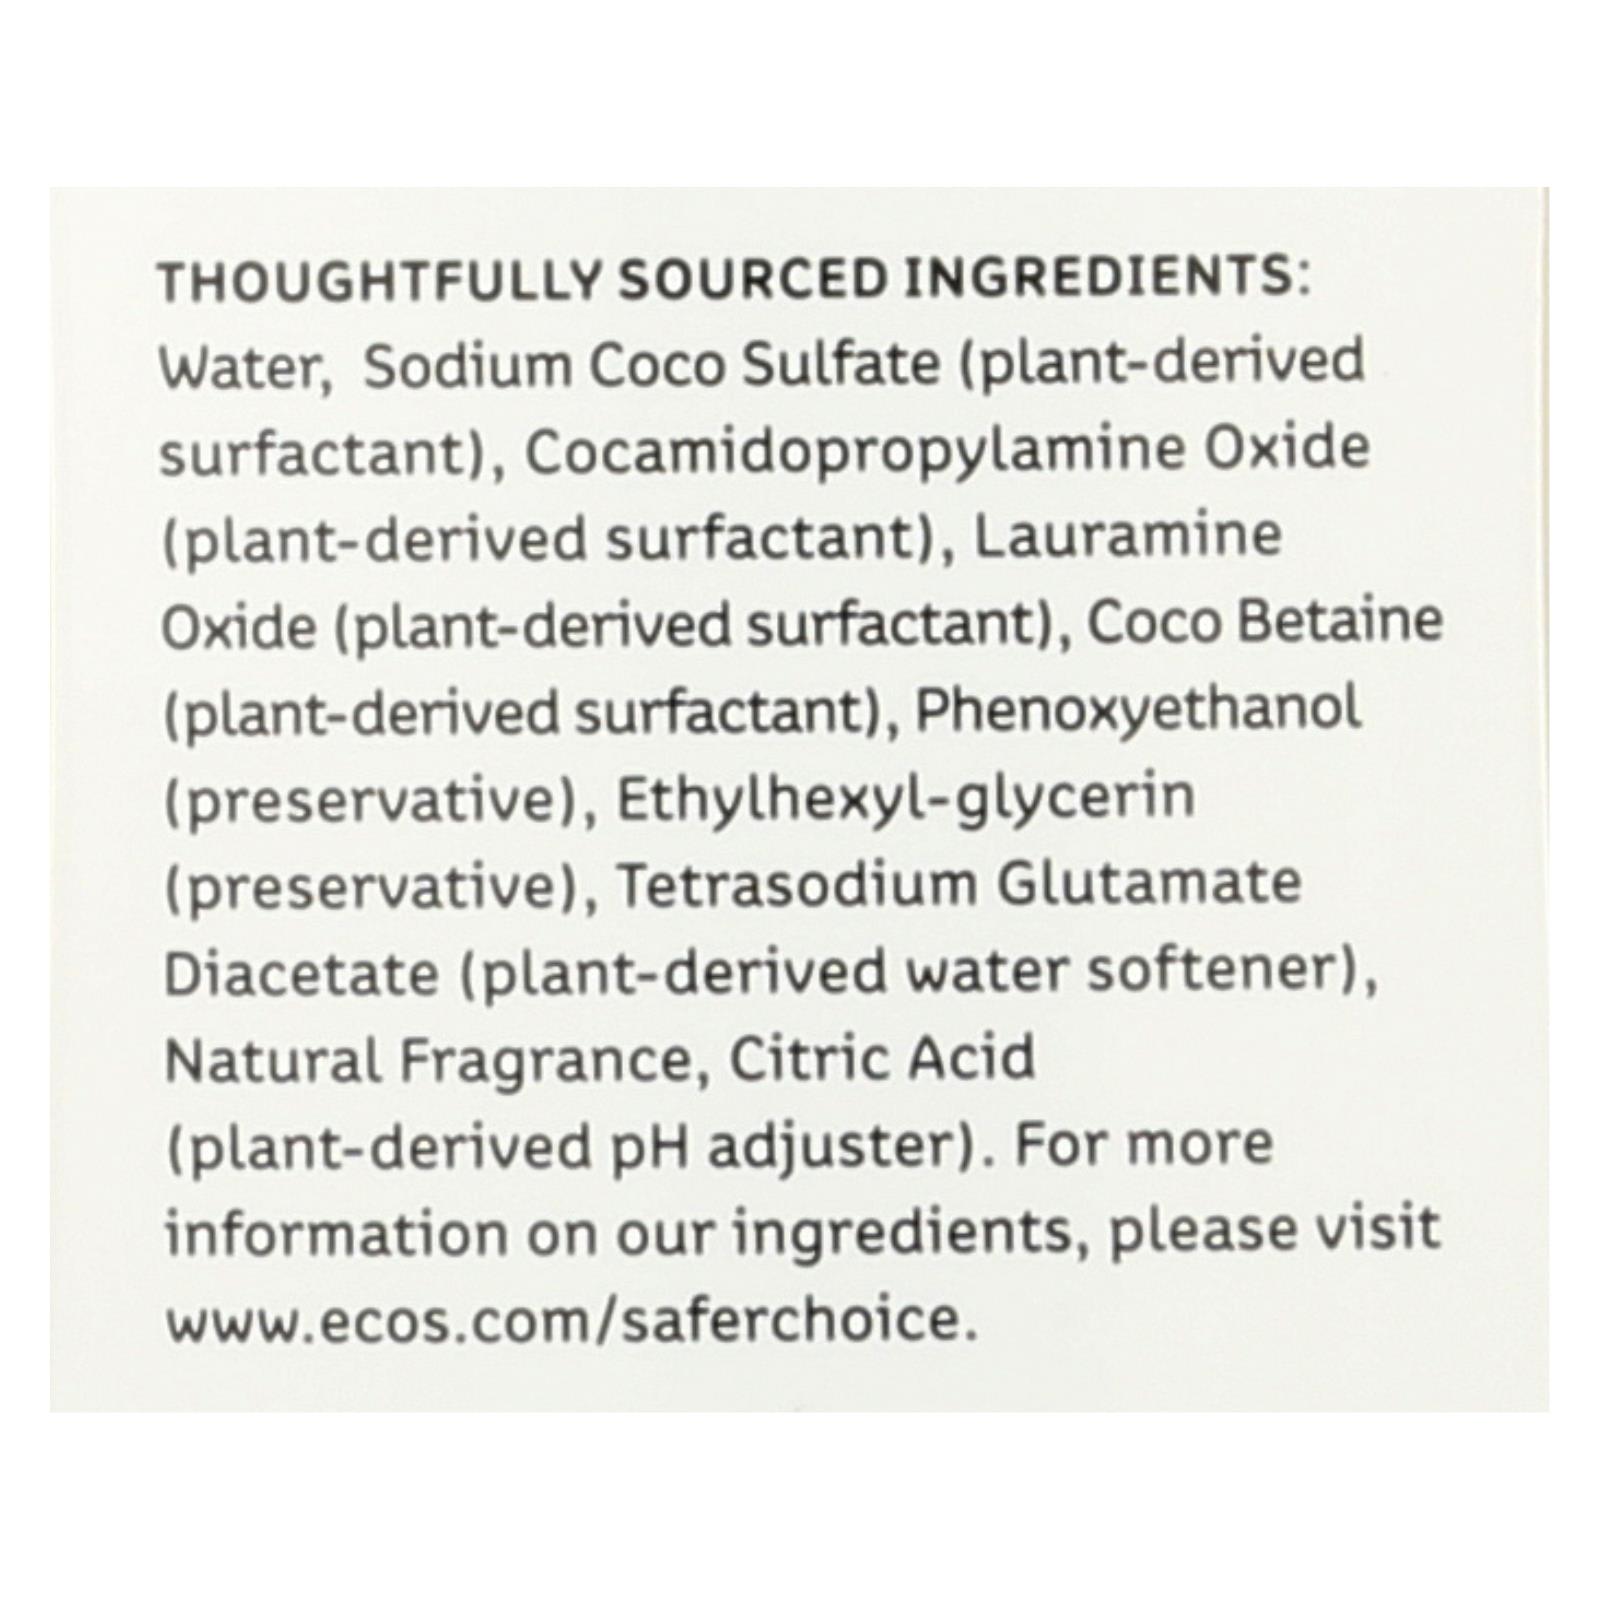 THOUGHTFULLY SOURCED INGREDIENTS:
Water, Sodium Coco Sulfate (plant-derived
surfactant), Cocamidopropylamine Oxide
(plant-derived surfactant), Lauramine
Oxide (plant-derived surfactant), Coco Betaine
(plant-derived surfactant), Phenoxyethanol
(preservative), Ethylhexyl-glycerin
(preservative), Tetrasodium Glutamate
Diacetate (plant-derived water softener),
Natural Fragrance, Citric Acid
(plant-derived pH adjuster). For more
information on our ingredients, please visit
www.ecos.com/saferchoice.